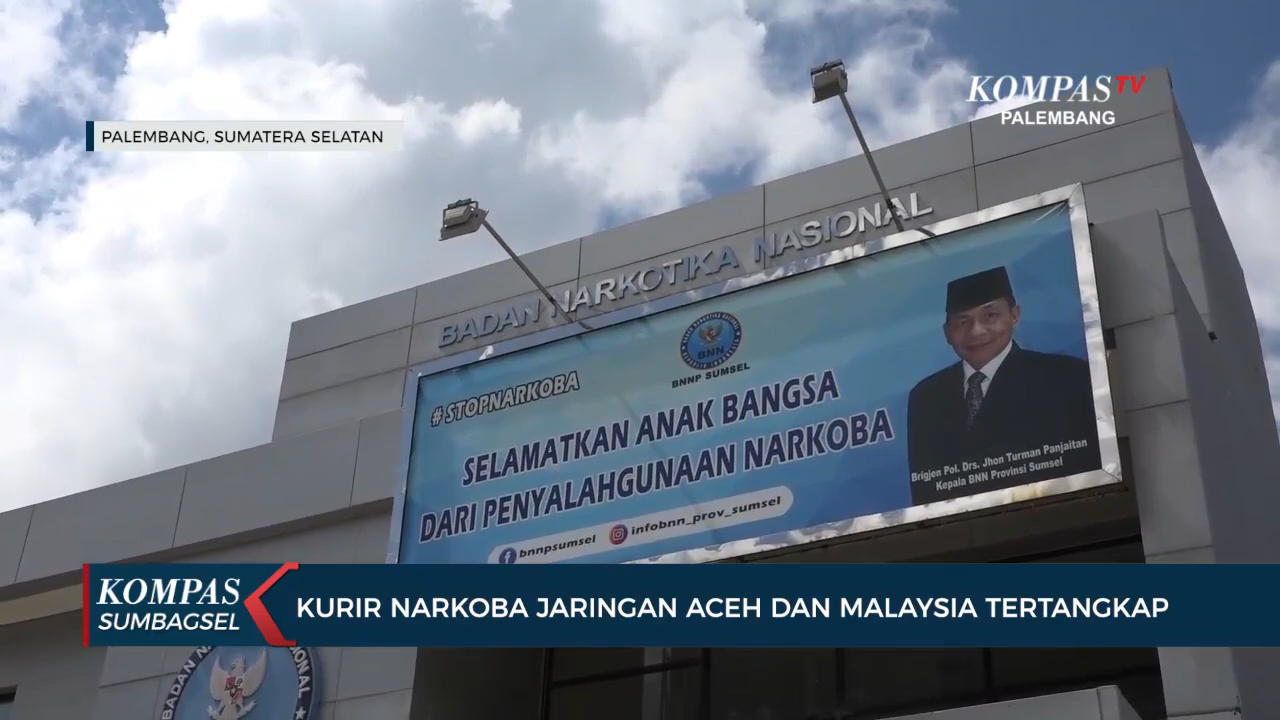 KOMPAS TV
PALEMBANG
PALEMBANG, SUMATERA SELATAN
BADAN NARKOTIKA NASIONAL
BNN
BNNP SUMSEL
#STOPNARKOBA
SELAMATKAN ANAK BANGSA
DARI PENYALAHGUNAAN NARKOBA
bnnpsumsel
infobnn_prov_sumsel
Brigjen Pol. Drs. Jhon Turman Panjaitan
Kepala BNN Provinsi Sumsel
KOMPAS
SUMBAGSEL
KURIR NARKOBA JARINGAN ACEH DAN MALAYSIA TERTANGKAP